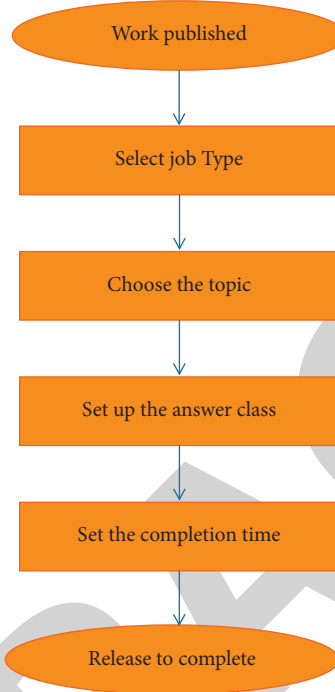 Work published
Select job Type
Choose the topic
Set up the answer class
Set the completion time
Release to complete